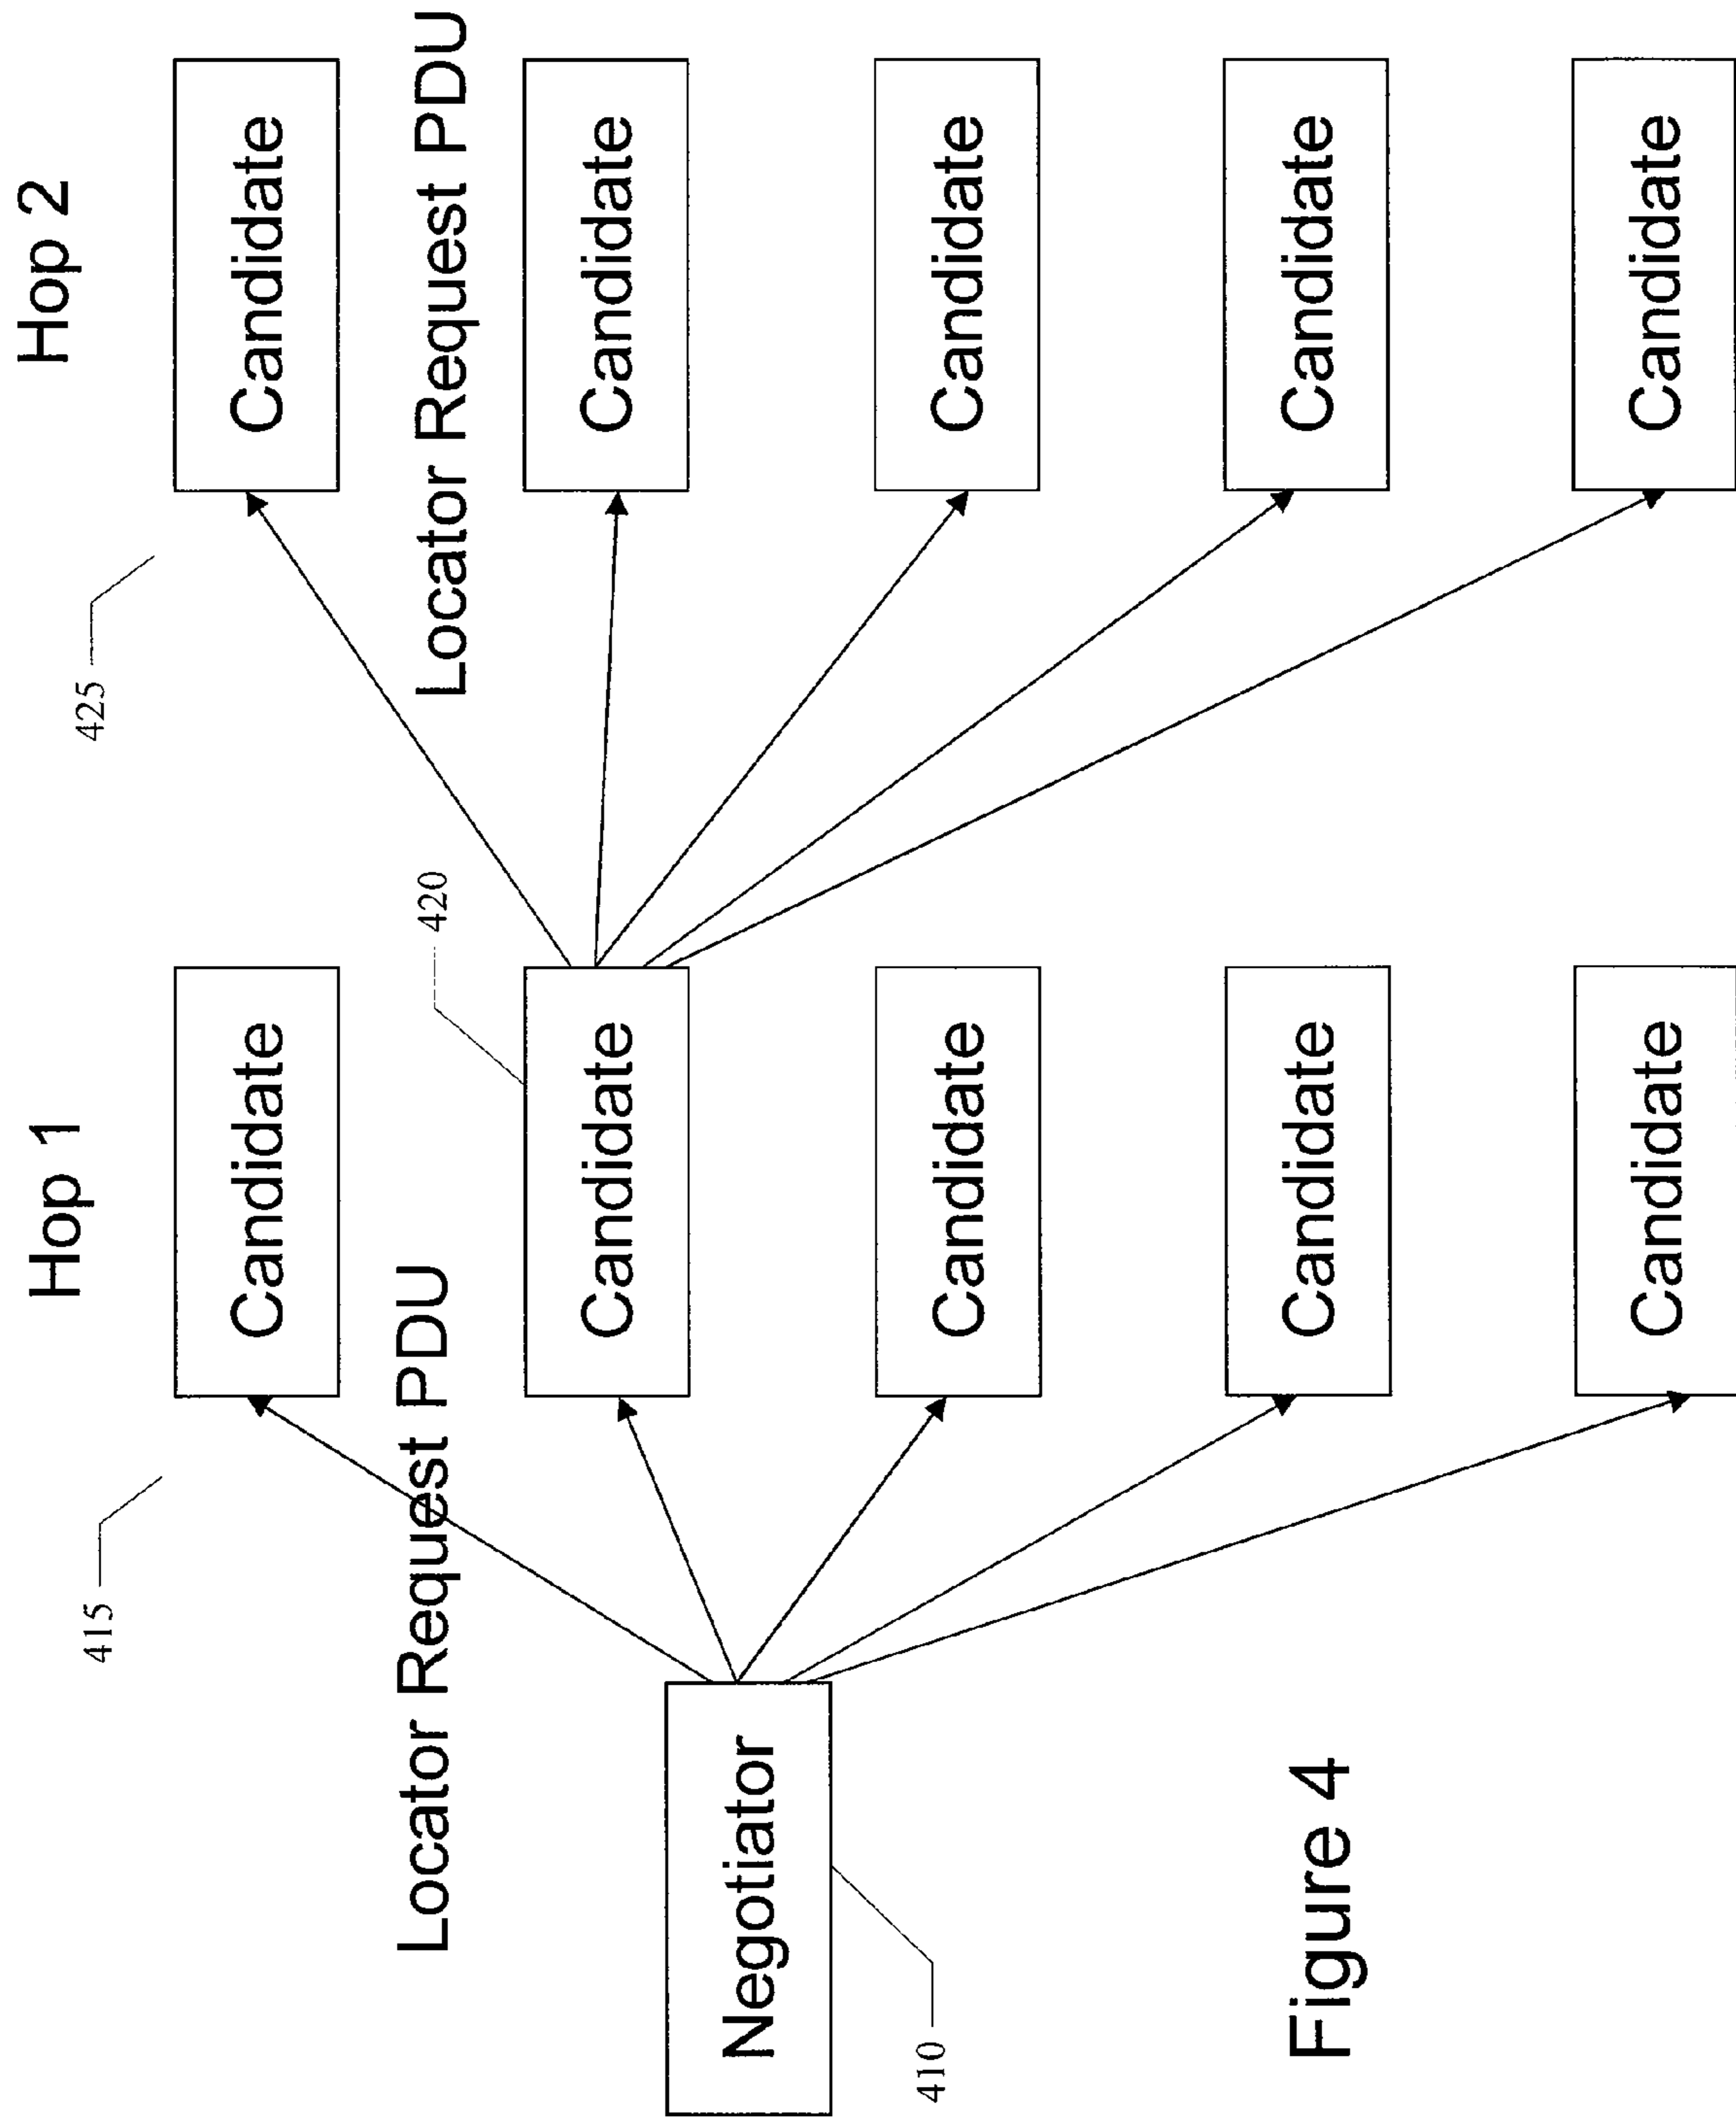 Hop 1
Hop 2
415
425
Candidate
Candidate
Locator Request PDU
Locator Request PDU
420
Candidate
Candidate
Negotiator
410
Candidate
Candidate
Candidate
Candidate
Candidate
Candidate
Figure 4